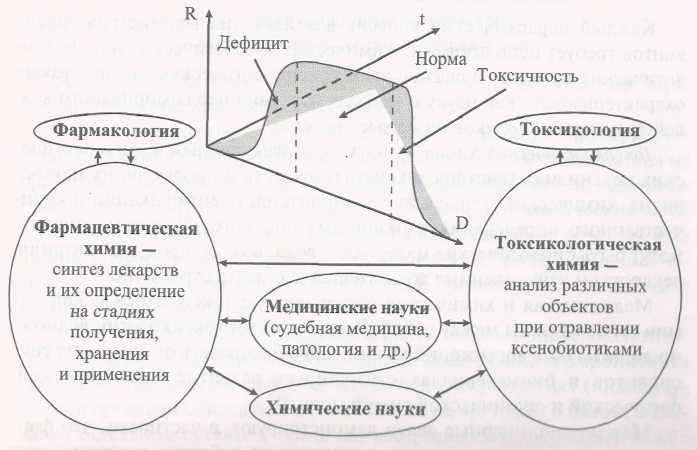 R
t
Дефицит
Норма
Токсичность
D
Фармакология
Токсикология
Фармацевтическая
химия —
синтез лекарств
и их определение
на стадиях
получения,
хранения
и применения
Медицинские науки
(судебная медицина,
патология и др.)
Химические науки
Токсикологическая
химия —
анализ различных
объектов
при отравлении
ксенобиотиками